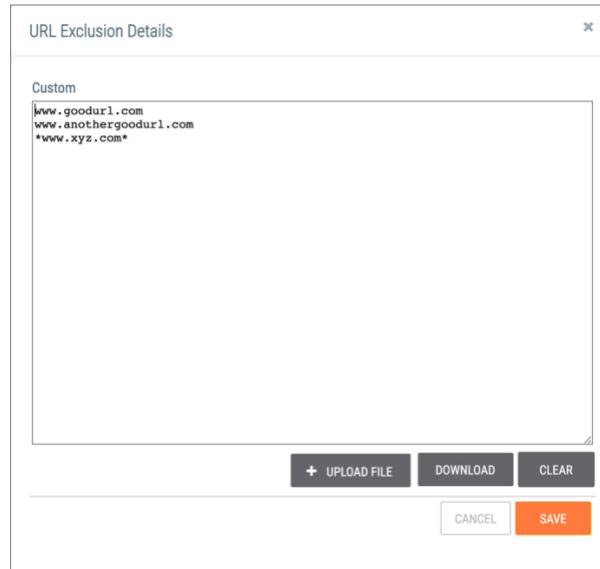 URL Exclusion Details
Custom
www.goodurl.com
www.anothergoodurl.com
*www.xyz.com*
+ UPLOAD FILE
DOWNLOAD
CLEAR
CANCEL
SAVE